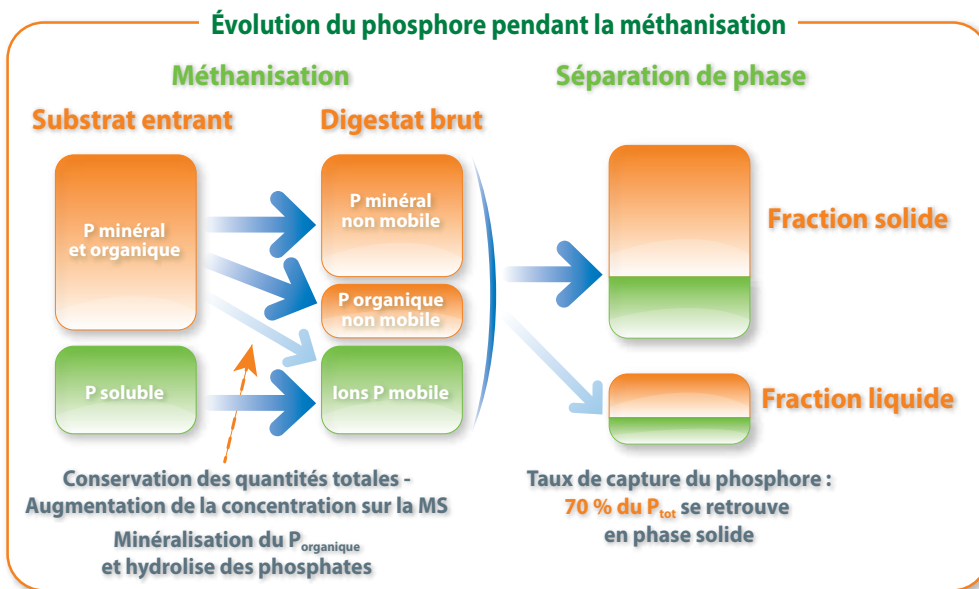 Évolution du phosphore pendant la méthanisation
Méthanisation
Séparation de phase
Substrat entrant
Digestat brut
P minéral
et organique
P soluble
P minéral
non mobile
P organique
non mobile
Ions P mobile
Fraction solide
Fraction liquide
Conservation des quantités totales -
Augmentation de la concentration sur la MS
Minéralisation du Porganique
et hydrolise des phosphates
Taux de capture du phosphore :
70 % du Ptot se retrouve
en phase solide